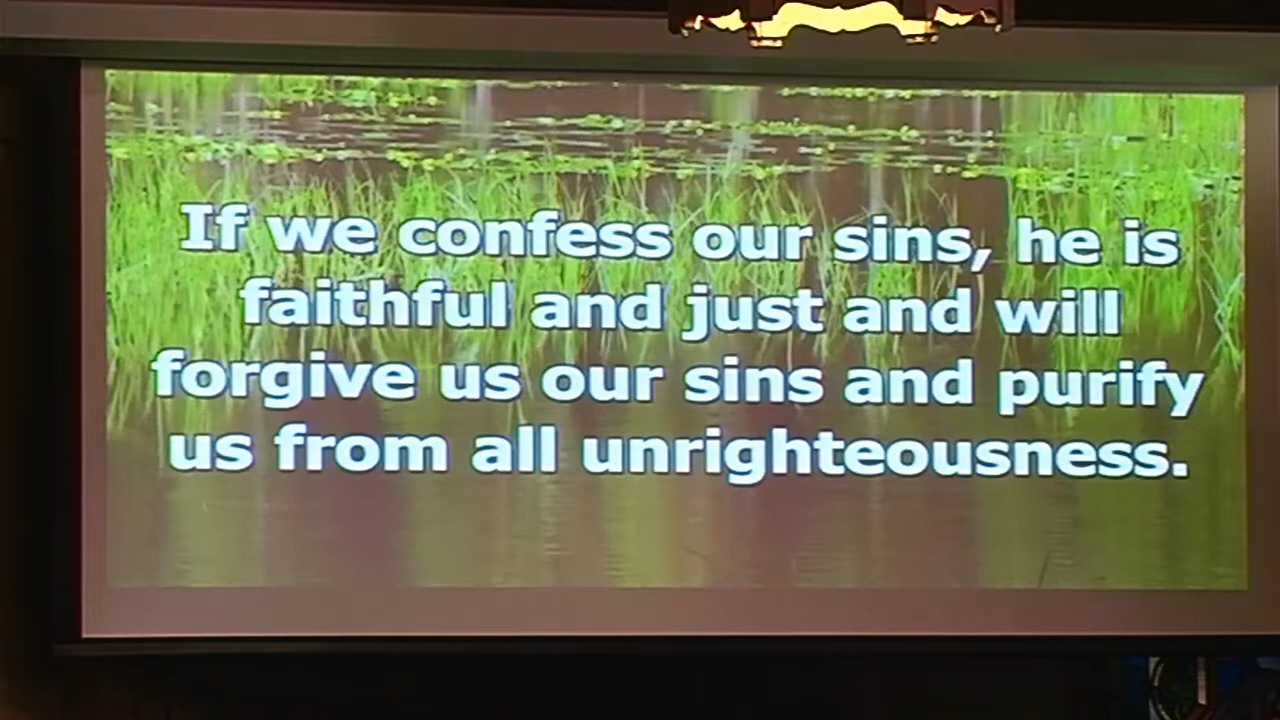 If we confess our sins, he is
faithful and just and will
forgive us our sins and purify
us from all unrighteousness.